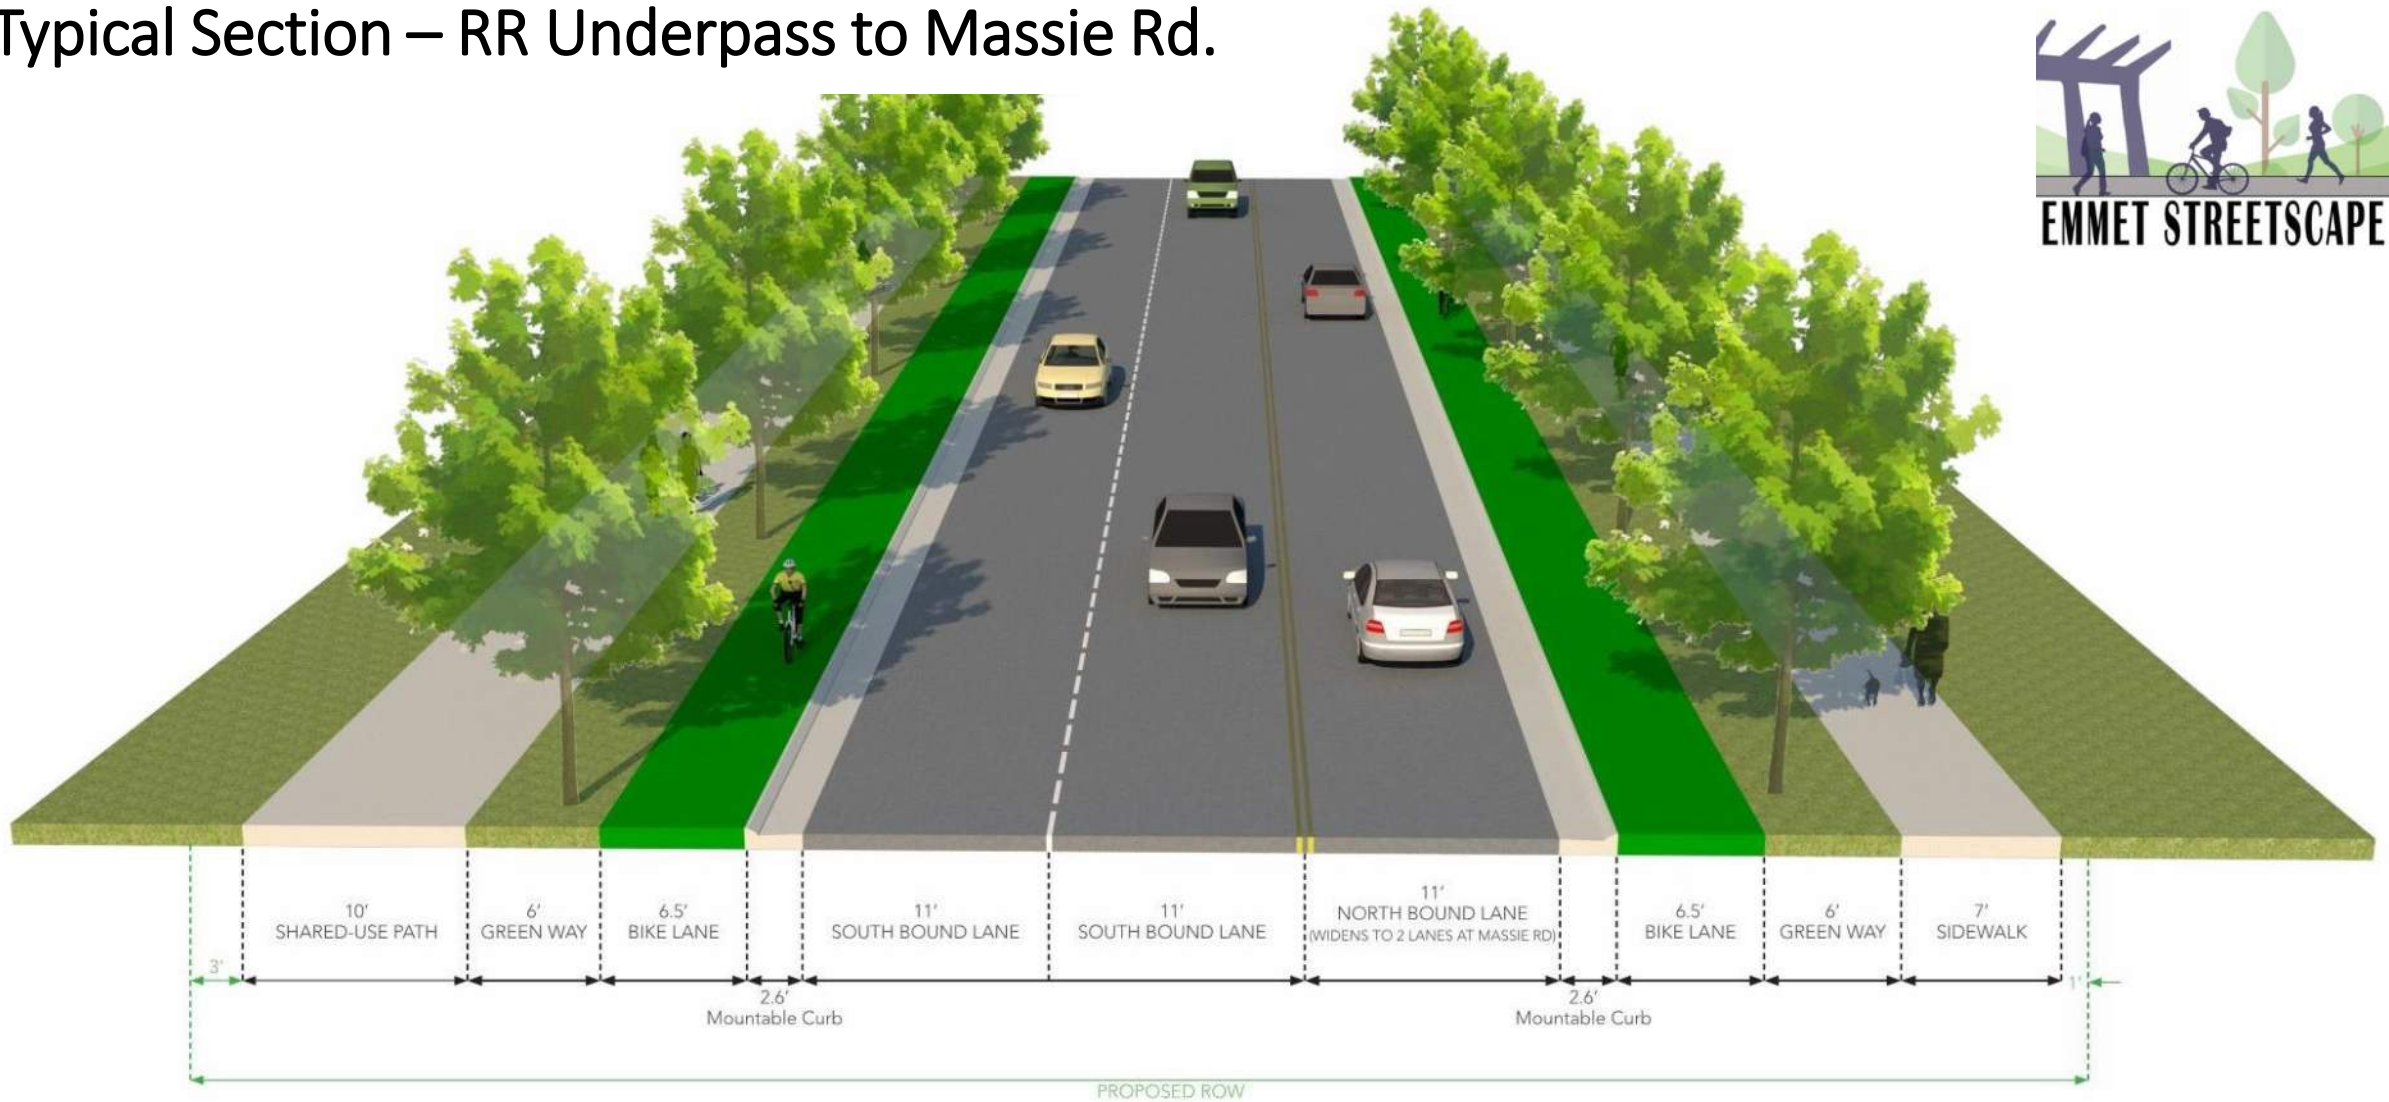 Typical Section – RR Underpass to Massie Rd.
EMMET STREETSCAPE
10'
SHARED-USE PATH
6'
GREEN WAY
6.5'
BIKE LANE
11'
SOUTH BOUND LANE
11'
SOUTH BOUND LANE
11'
NORTH BOUND LANE
(WIDENS TO 2 LANES AT MASSIE RD)
6.5'
BIKE LANE
6'
GREEN WAY
7'
SIDEWALK
3'
2.6'
Mountable Curb
2.6'
Mountable Curb
1'
PROPOSED ROW